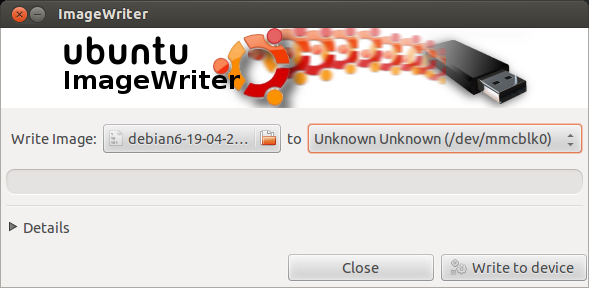 ImageWriter
ubuntu
ImageWriter
Write Image: debian6-19-04-2... to Unknown Unknown (/dev/mmcblk0)
Details
Close Write to device